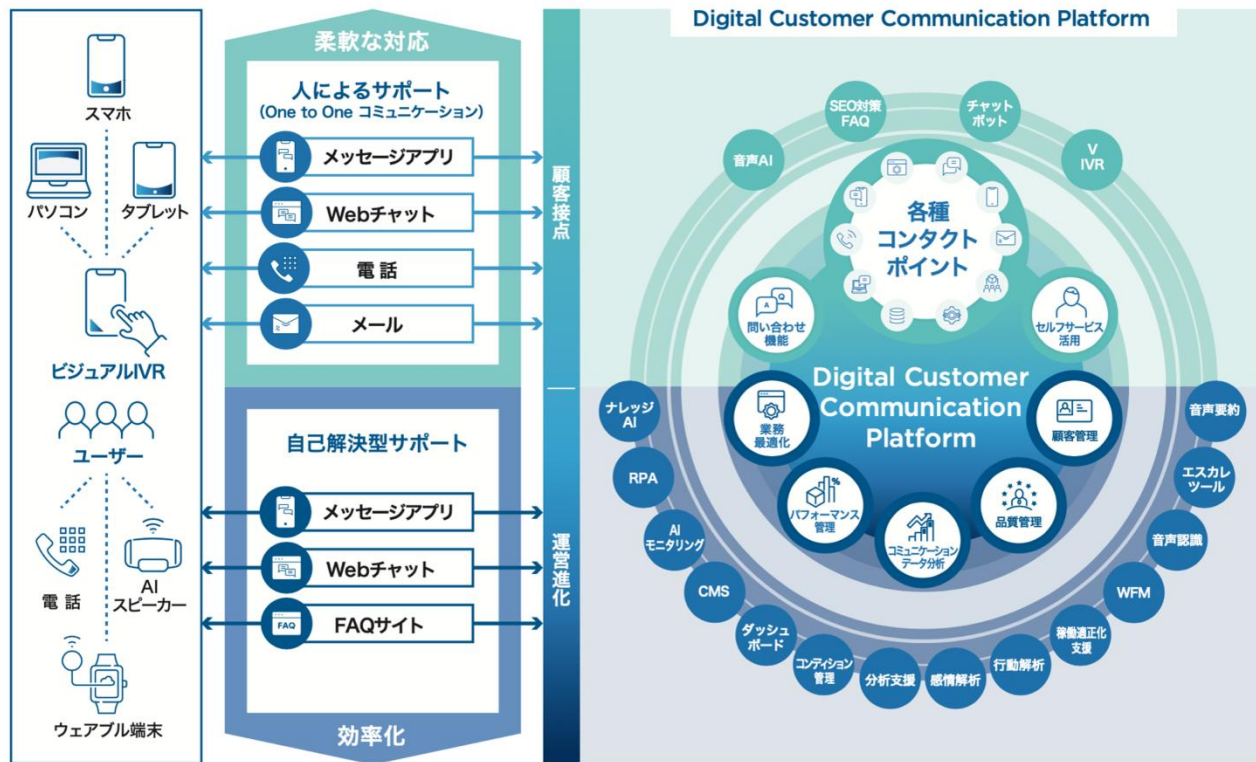 スマホ
パソコン
タブレット
ビジュアルIVR
ユーザー
電話
AI
スピーカー
ウェアブル端末
柔軟な対応
人によるサポート
(One to One コミュニケーション)
メッセージアプリ
Webチャット
電話
メール
自己解決型サポート
メッセージアプリ
Webチャット
FAQ
FAQサイト
効率化
顧客接点
運営進化
Digital Customer Communication Platform
音声AI
SEO対策
FAQ
チャット
ボット
V
IVR
各種
コンタクト
ポイント
A
Q
問い合わせ
機能
セルフサービス
活用
Digital Customer
Communication
Platform
業務
最適化
顧客管理
%
パフォーマンス
管理
コミュニケーション
データ分析
品質管理
ナレッジ
AI
RPA
AI
モニタリング
CMS
ダッシュ
ボード
コンディション
管理
分析支援
感情解析
行動解析
稼働適正化
支援
WFM
音声認識
エスカレ
ツール
音声要約